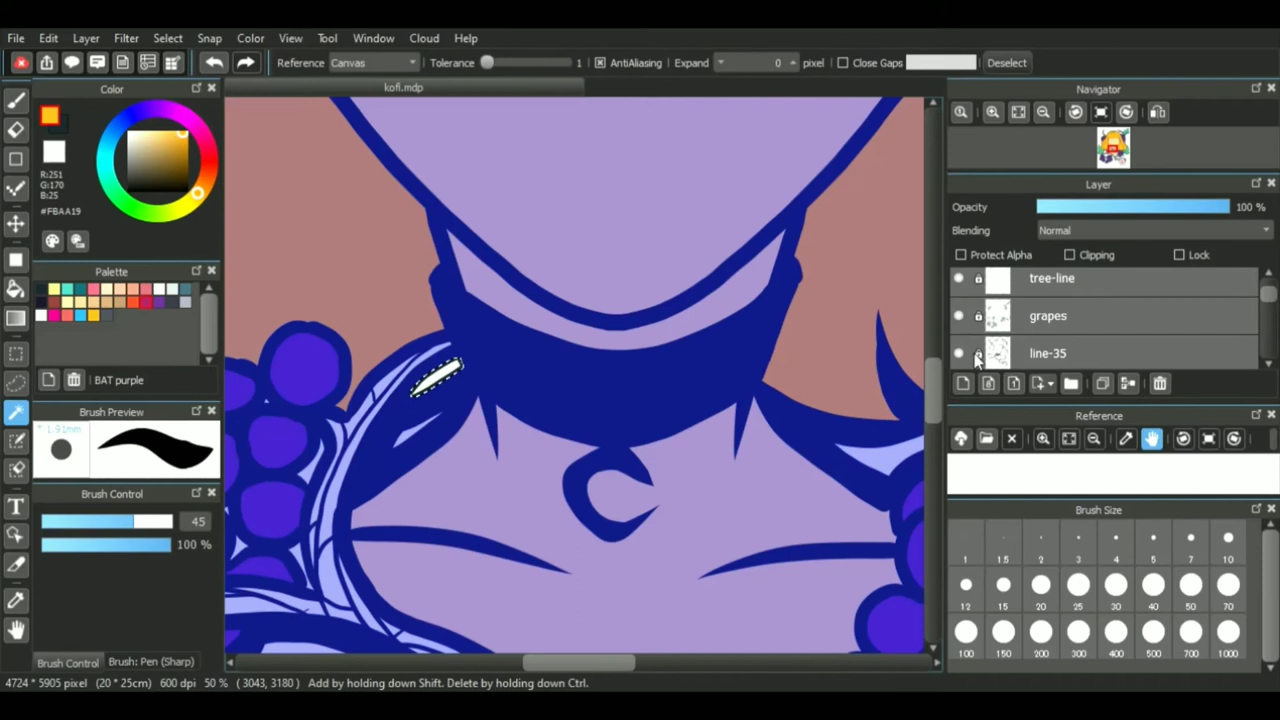 File Edit Layer Filter Select Snap Color View Tool Window Cloud Help
Reference Canvas Tolerance 1 AntiAliasing Expand 0 pixel Close Gaps Deselect
Color
kofi.mdp
Navigator
R:251
G:170
B:25
#FBAA19
Layer
Opacity 100 %
Blending Normal
Protect Alpha Clipping Lock
tree-line
grapes
line-35
Palette
BAT purple
Brush Preview
* 1.91mm
Reference
Brush Control
45
100 %
Brush Size
1 1.5 2 3 4 5 7 10
12 15 20 25 30 40 50 70
100 150 200 300 400 500 700 1000
Brush Control Brush: Pen (Sharp)
4724 * 5905 pixel (20 * 25cm) 600 dpi 50 % ( 3043, 3180 ) Add by holding down Shift. Delete by holding down Ctrl.